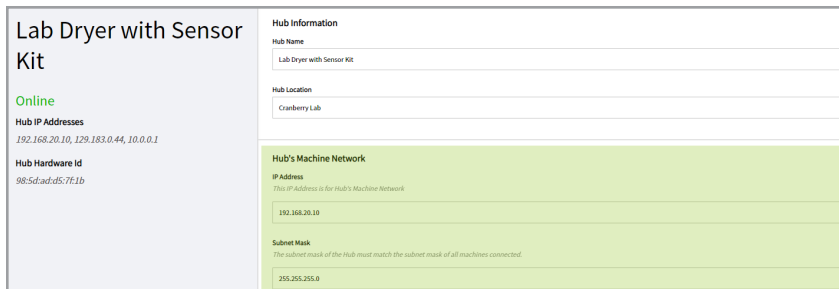 Lab Dryer with Sensor
Kit
Online
Hub IP Addresses
192.168.20.10, 129.183.0.44, 10.0.0.1
Hub Hardware Id
98:5d:ad:d5:7f:1b
Hub Information
Hub Name
Lab Dryer with Sensor Kit
Hub Location
Cranberry Lab
Hub's Machine Network
IP Address
This IP Address is for Hub's Machine Network
192.168.20.10
Subnet Mask
The subnet mask of the Hub must match the subnet mask of all machines connected.
255.255.255.0